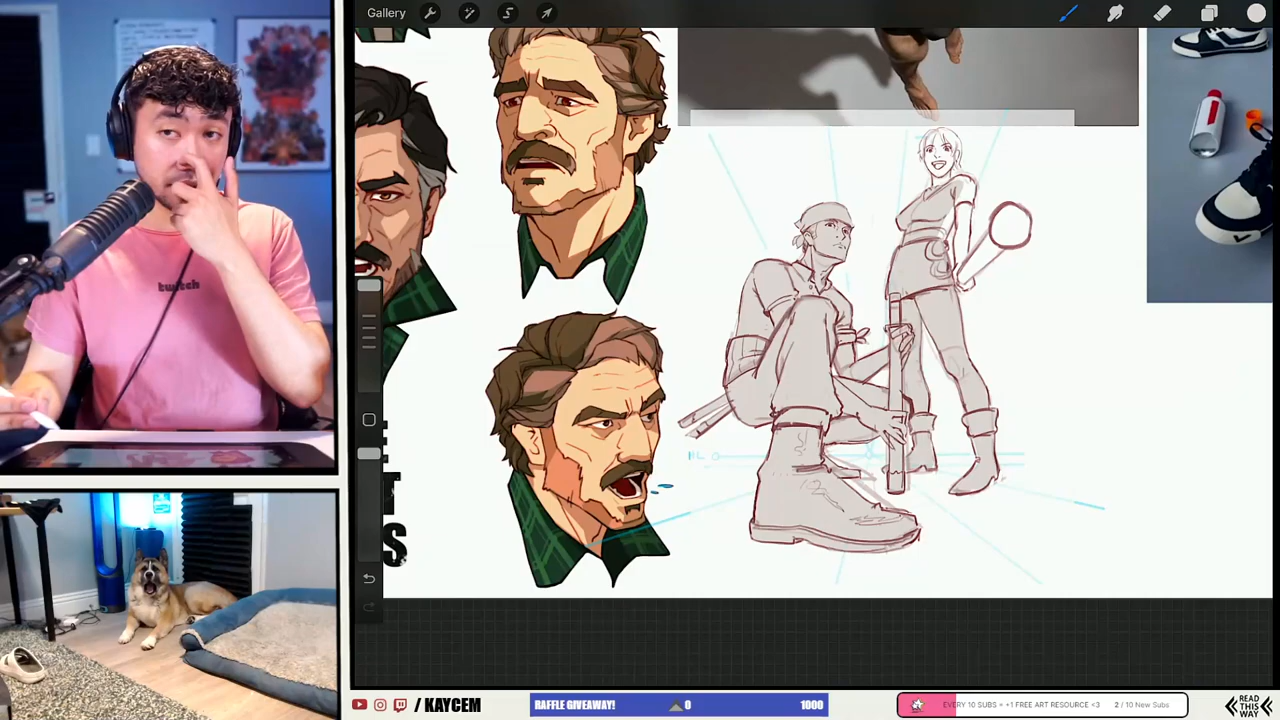 Gallery
twitch
HL
T
S
/ KAYCEM
RAFFLE GIVEAWAY!
0
1000
EVERY 10 SUBS = +1 FREE ART RESOURCE <3
2 / 10 New Subs
READ
THIS
WAY